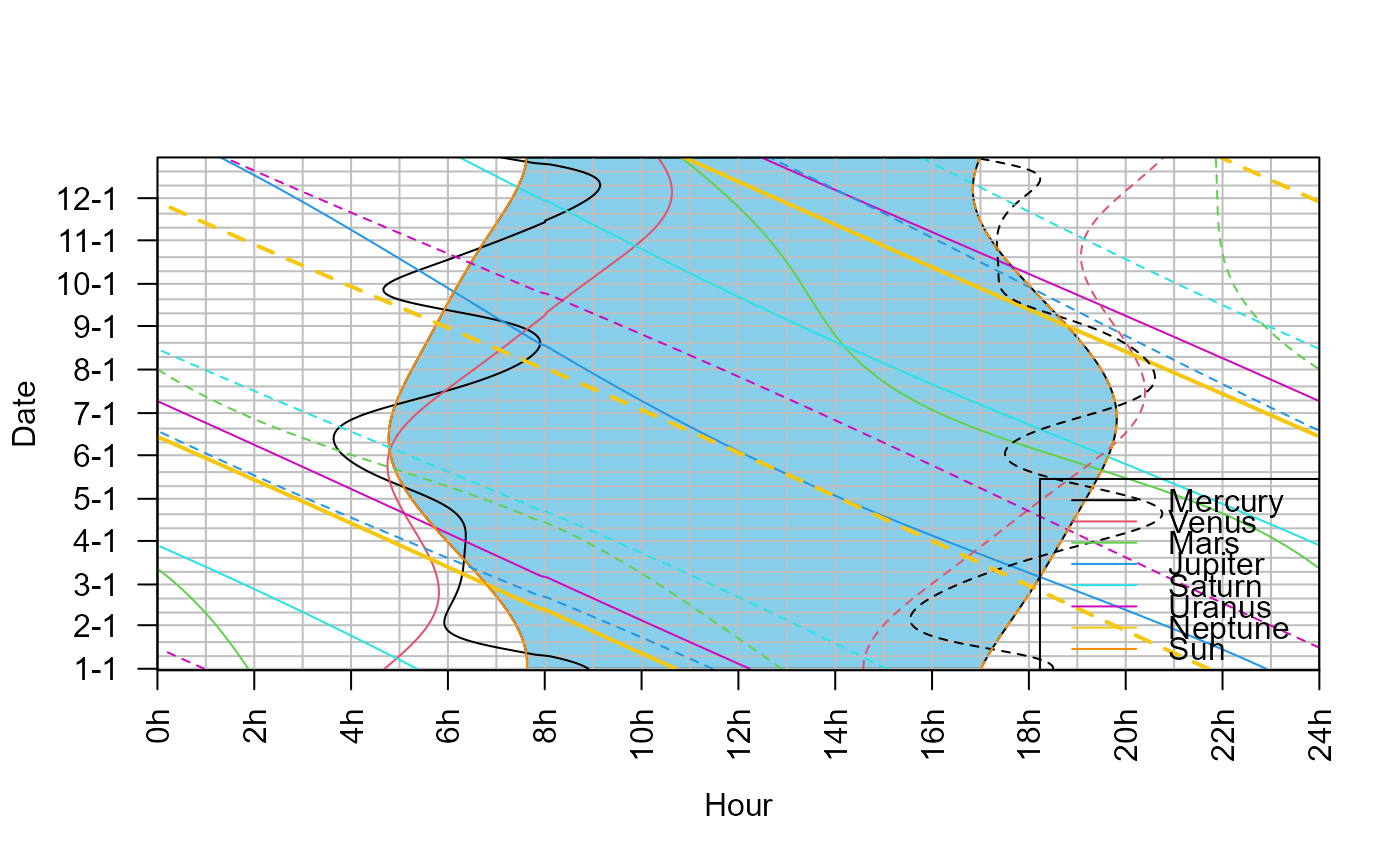 12-1
11-1
10-1
9-1
8-1
7-1
6-1
5-1
4-1
3-1
2-1
1-1
Date
Mercury
Venus
Mars
Jupiter
Saturn
Uranus
Neptune
Sun
0h
2h
4h
6h
8h
10h
12h
14h
16h
18h
20h
22h
24h
Hour